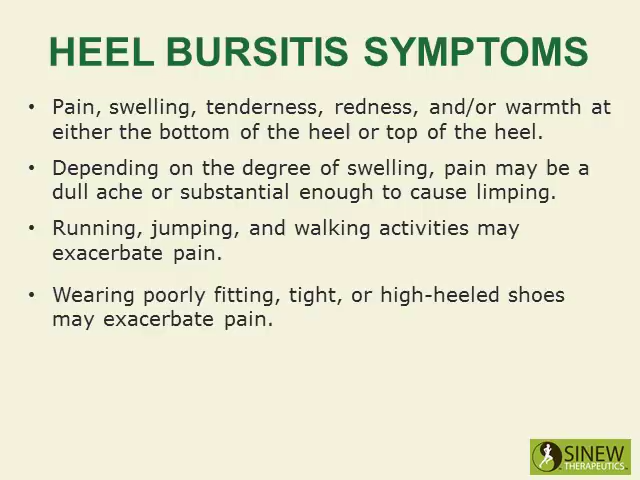 HEEL BURSITIS SYMPTOMS
• Pain, swelling, tenderness, redness, and/or warmth at
either the bottom of the heel or top of the heel.
• Depending on the degree of swelling, pain may be a
dull ache or substantial enough to cause limping.
• Running, jumping, and walking activities may
exacerbate pain.
• Wearing poorly fitting, tight, or high-heeled shoes
may exacerbate pain.
SINEW
THERAPEUTICS